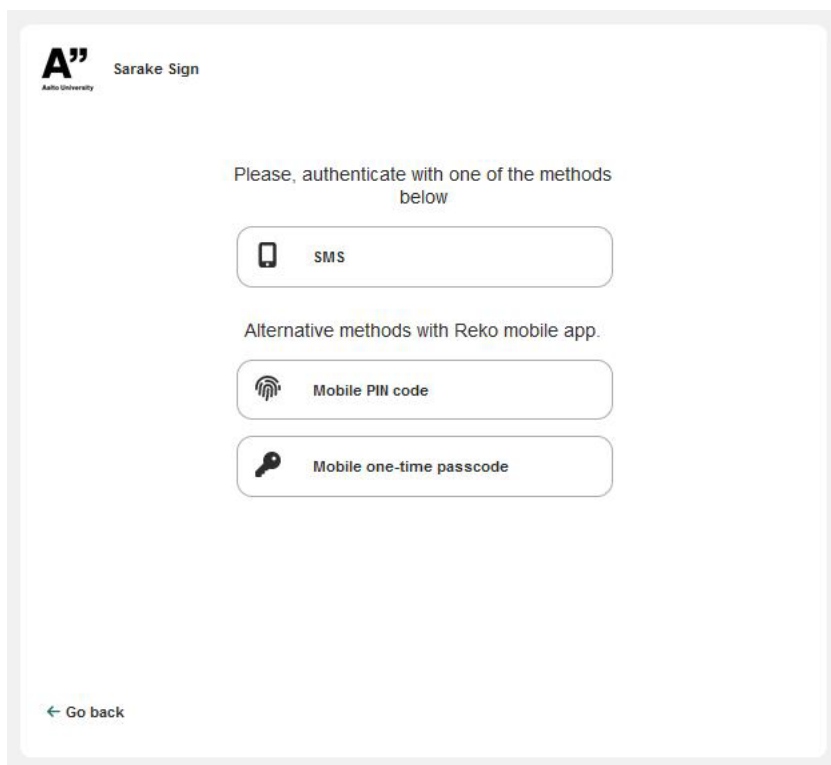 A”
Aalto University
Sarake Sign
Please, authenticate with one of the methods
below
SMS
Alternative methods with Reko mobile app.
Mobile PIN code
Mobile one-time passcode
← Go back